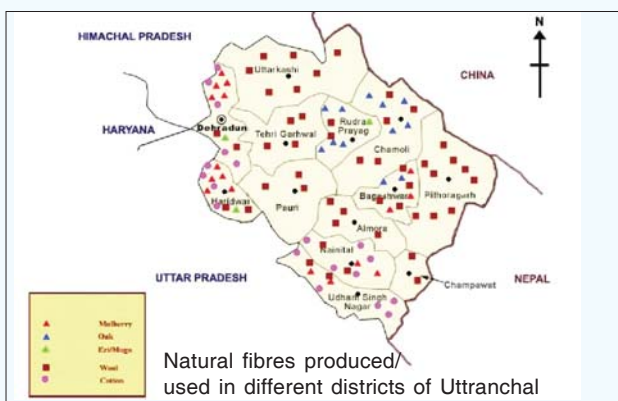 N
HIMACHAL PRADESH
CHINA
Uttarkashi
HARYANA
Dehradun
Tehri Garhwal
Rudra
Prayag
Chamoli
Haridwar
Pauri
Bageshwar
Pithoragarh
Almora
Nainital
UTTAR PRADESH
NEPAL
Champawat
Udham Singh
Nagar
Mulberry
Oak
Eri/Muga
Wool
Cotton
Natural fibres produced/
used in different districts of Uttranchal